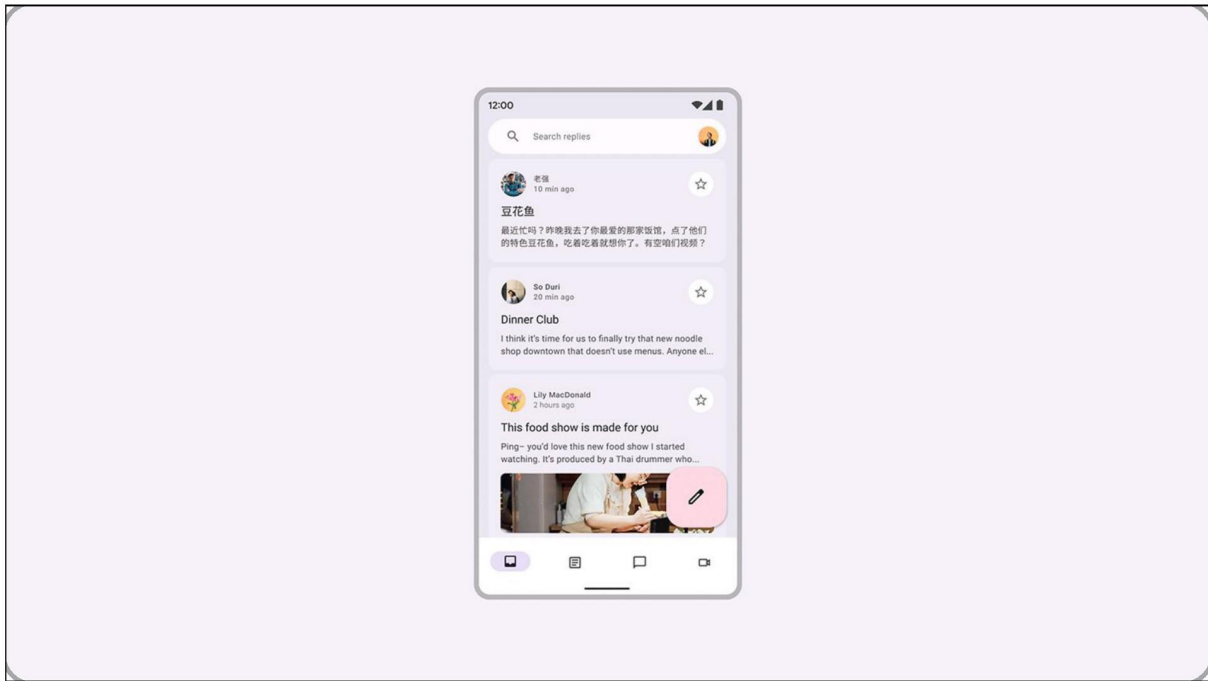 12:00
Search replies
老强
10 min ago
豆花鱼
最近忙吗？昨晚我去了你最爱的那家饭馆，点了他们
的特色豆花鱼，吃着吃着就想你了。有空咱们视频？
So Duri
20 min ago
Dinner Club
I think it's time for us to finally try that new noodle
shop downtown that doesn't use menus. Anyone el...
Lily MacDonald
2 hours ago
This food show is made for you
Ping– you'd love this new food show I started
watching. It's produced by a Thai drummer who...